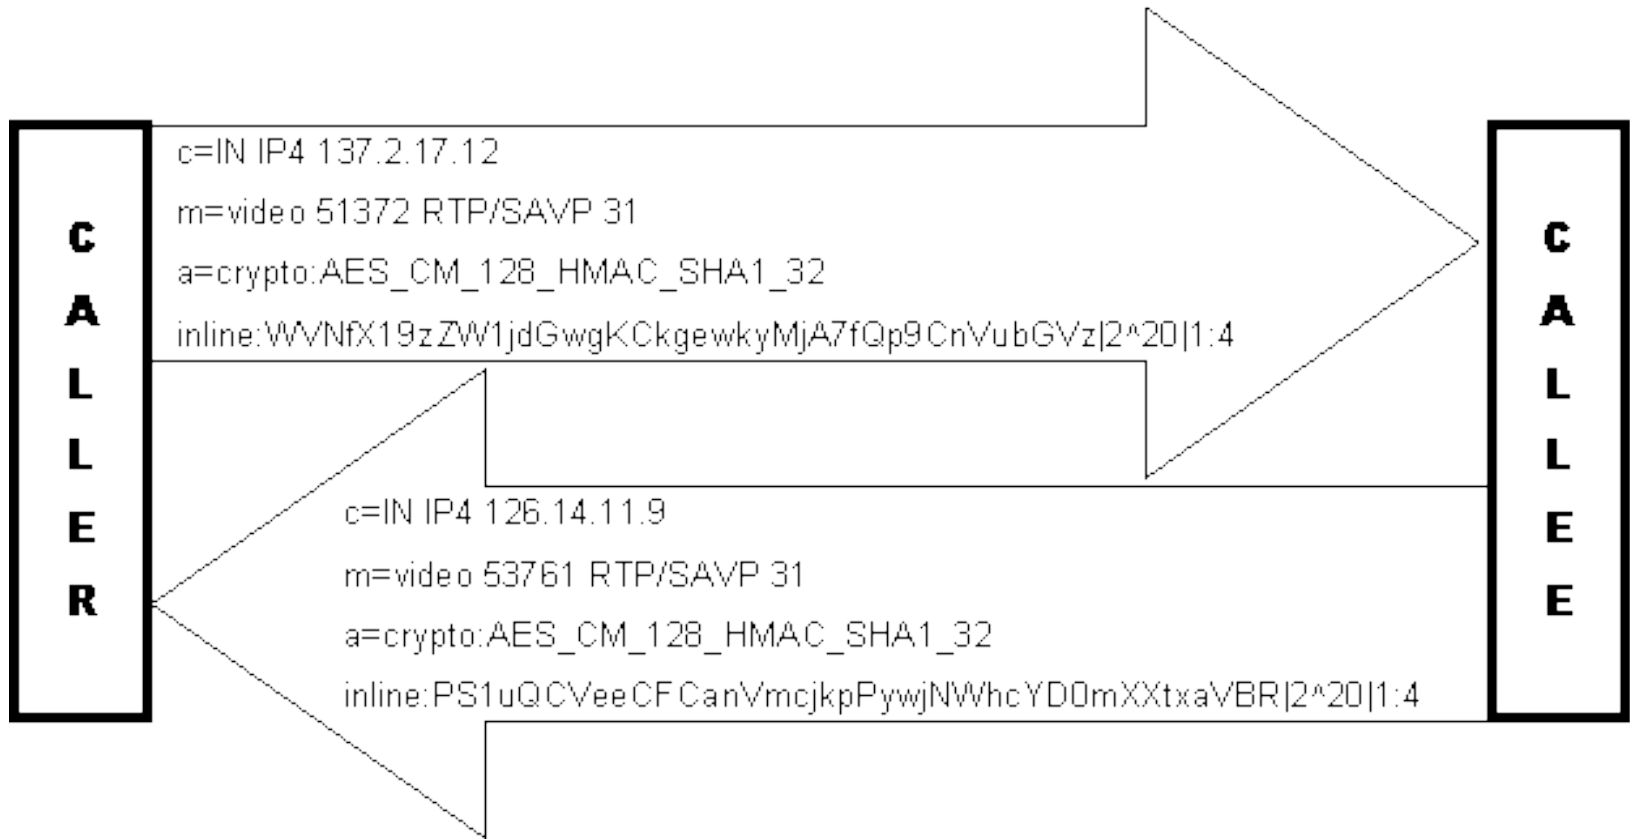 CALLER
c=IN IP4 137.2.17.12
m=video 51372 RTP/SAVP 31
a=crypto:AES_CM_128_HMAC_SHA1_32
inline:WVNfX19zZW1jdGwgKCkgewkyMjA7fQp9CnVubGVz|2^20|1:4
c=IN IP4 126.14.11.9
m=video 53761 RTP/SAVP 31
a=crypto:AES_CM_128_HMAC_SHA1_32
inline:PS1uQCVeeCFCanVmcjkpPywjNWhcYD0mXXtxaVBR|2^20|1:4
CALLEE